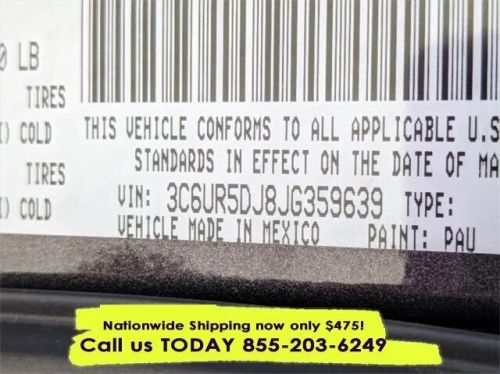 0 LB
TIRES
) COLD
THIS VEHICLE CONFORMS TO ALL APPLICABLE U.S
STANDARDS IN EFFECT ON THE DATE OF MA
TIRES
) COLD
VIN: 3C6UR5DJ8JG359639 TYPE:
VEHICLE MADE IN MEXICO PAINT: PAU
Nationwide Shipping now only $475!
Call us TODAY 855-203-6249